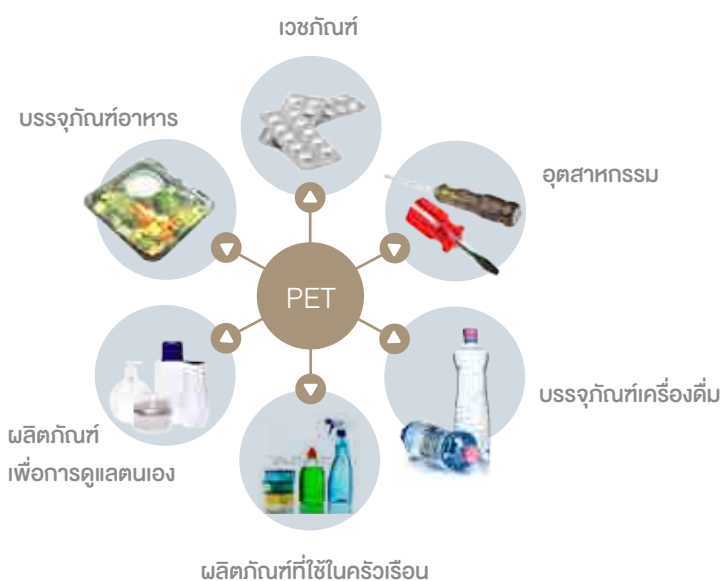 เวชภัณฑ์
บรรจุภัณฑ์อาหาร
อุตสาหกรรม
PET
บรรจุภัณฑ์เครื่องดื่ม
ผลิตภัณฑ์
เพื่อการดูแลตนเอง
ผลิตภัณฑ์ที่ใช้ในครัวเรือน